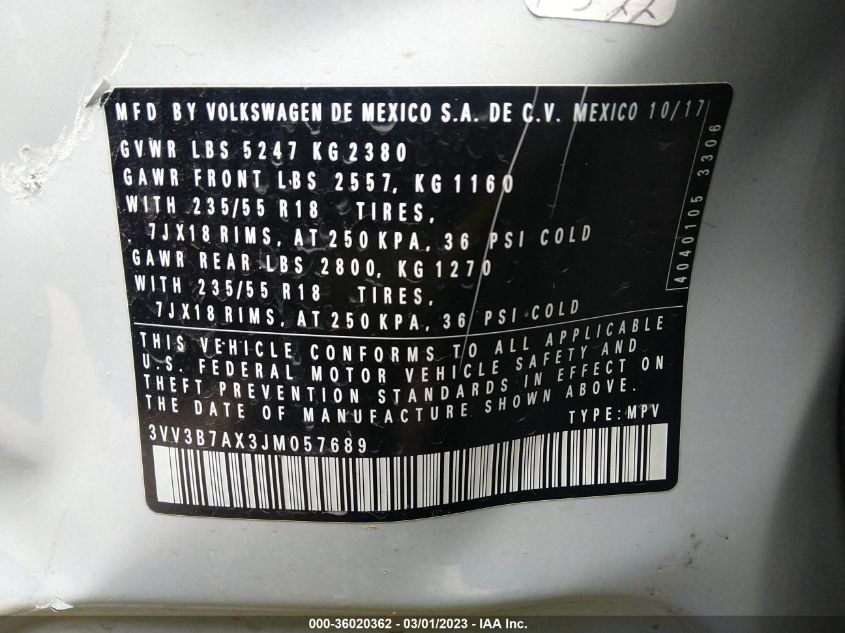 MFD BY VOLKSWAGEN DE MEXICO S.A. DE C.V. MEXICO 10/17
GVWR LBS 5247 KG 2380
GAWR FRONT LBS 2557, KG 1160
WITH 235/55 R18 TIRES,
7JX18 RIMS, AT 250 KPA, 36 PSI COLD
GAWR REAR LBS 2800, KG 1270
WITH 235/55 R18 TIRES,
7JX18 RIMS, AT 250 KPA, 36 PSI COLD
4040105 3306
THIS VEHICLE CONFORMS TO ALL APPLICABLE
U.S. FEDERAL MOTOR VEHICLE SAFETY AND
THEFT PREVENTION STANDARDS IN EFFECT ON
THE DATE OF MANUFACTURE SHOWN ABOVE.
TYPE: MPV
3VV3B7AX3JM057689
000-36020362 - 03/01/2023 - IAA Inc.